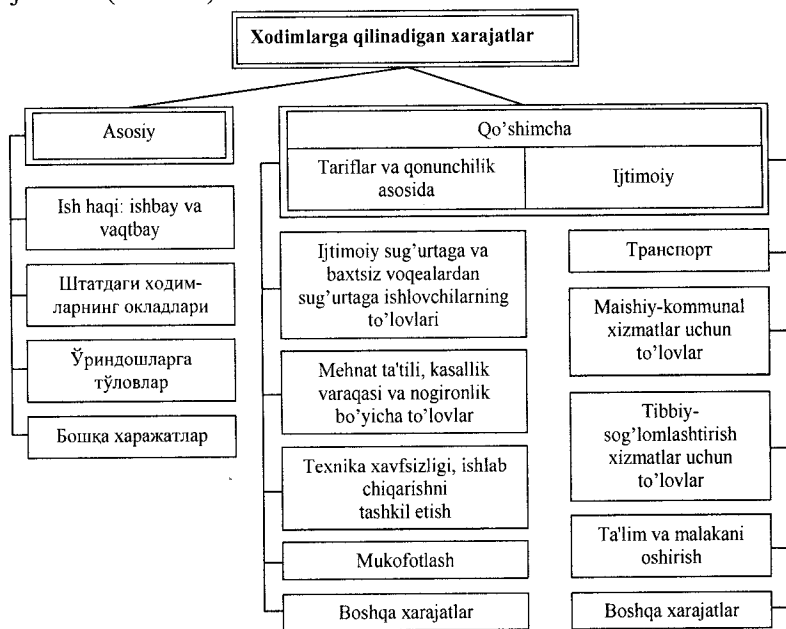 Xodimlarga qilinadigan xarajatlar
Asosiy
Ish haqi: ishbay va
vaqtbay
Штатдаги ходим-
ларнинг окладлари
Ўриндошларга
тўловлар
Бошқа харажатлар
Qo’shimcha
Tariflar va qonunchilik
asosida
Ijtimoiy sug’urtaga va
baxtsiz voqealardan
sug’urtaga ishlovchilarning
to’lovlari
Mehnat ta'tili, kasallik
varaqasi va nogironlik
bo’yicha to’lovlar
Texnika xavfsizligi, ishlab
chiqarishni
tashkil etish
Mukofotlash
Boshqa xarajatlar
Ijtimoiy
Транспорт
Maishiy-kommunal
xizmatlar uchun
to’lovlar
Tibbiy-
sog’lomlashtirish
xizmatlar uchun
to’lovlar
Ta'lim va malakani
oshirish
Boshqa xarajatlar